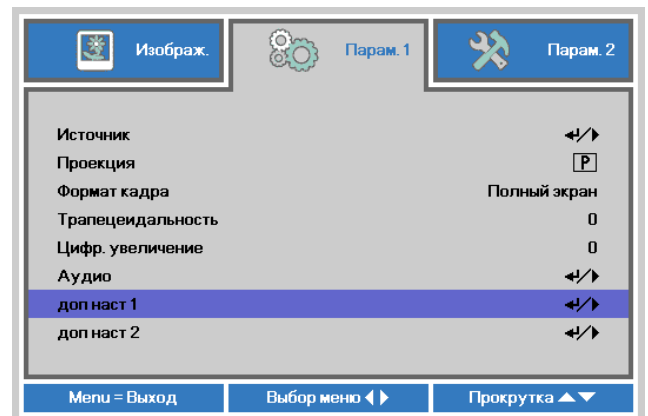 Изображ. Парам. 1 Парам. 2
Источник ↵/▶
Проекция P
Формат кадра Полный экран
Трапецеидальность 0
Цифр. увеличение 0
Аудио ↵/▶
доп наст 1 ↵/▶
доп наст 2 ↵/▶
Menu = Выход Выбор меню ◀▶ Прокрутка ▲▼